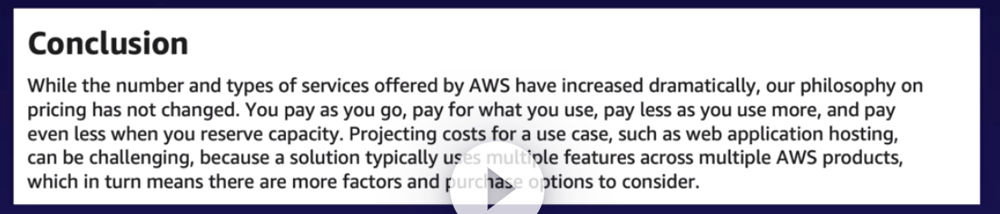 Conclusion
While the number and types of services offered by AWS have increased dramatically, our philosophy on
pricing has not changed. You pay as you go, pay for what you use, pay less as you use more, and pay
even less when you reserve capacity. Projecting costs for a use case, such as web application hosting,
can be challenging, because a solution typically uses multiple features across multiple AWS products,
which in turn means there are more factors and purchase options to consider.